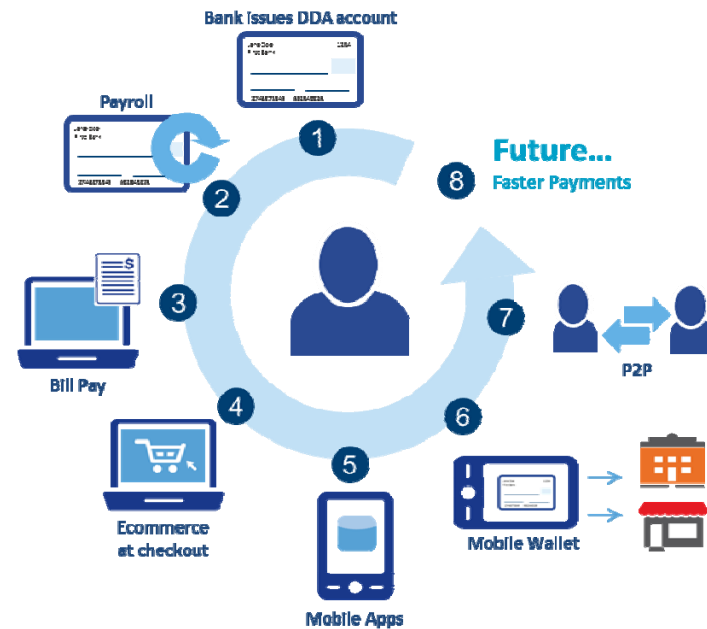 Bank issues DDA account
1234
Payroll
1
Future...
8
Faster Payments
2
$
3
7
Bill Pay
P2P
4
6
5
Ecommerce
at checkout
Mobile Wallet
Mobile Apps